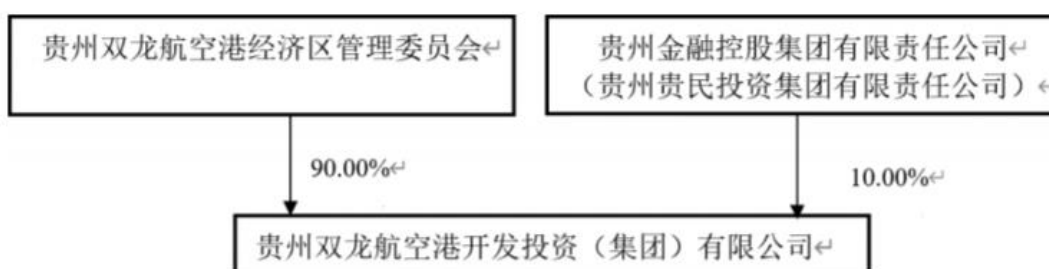 贵州双龙航空港经济区管理委员会↵
贵州金融控股集团有限责任公司↵
（贵州贵民投资集团有限责任公司）↵
90.00%↵
10.00%↵
贵州双龙航空港开发投资（集团）有限公司↵